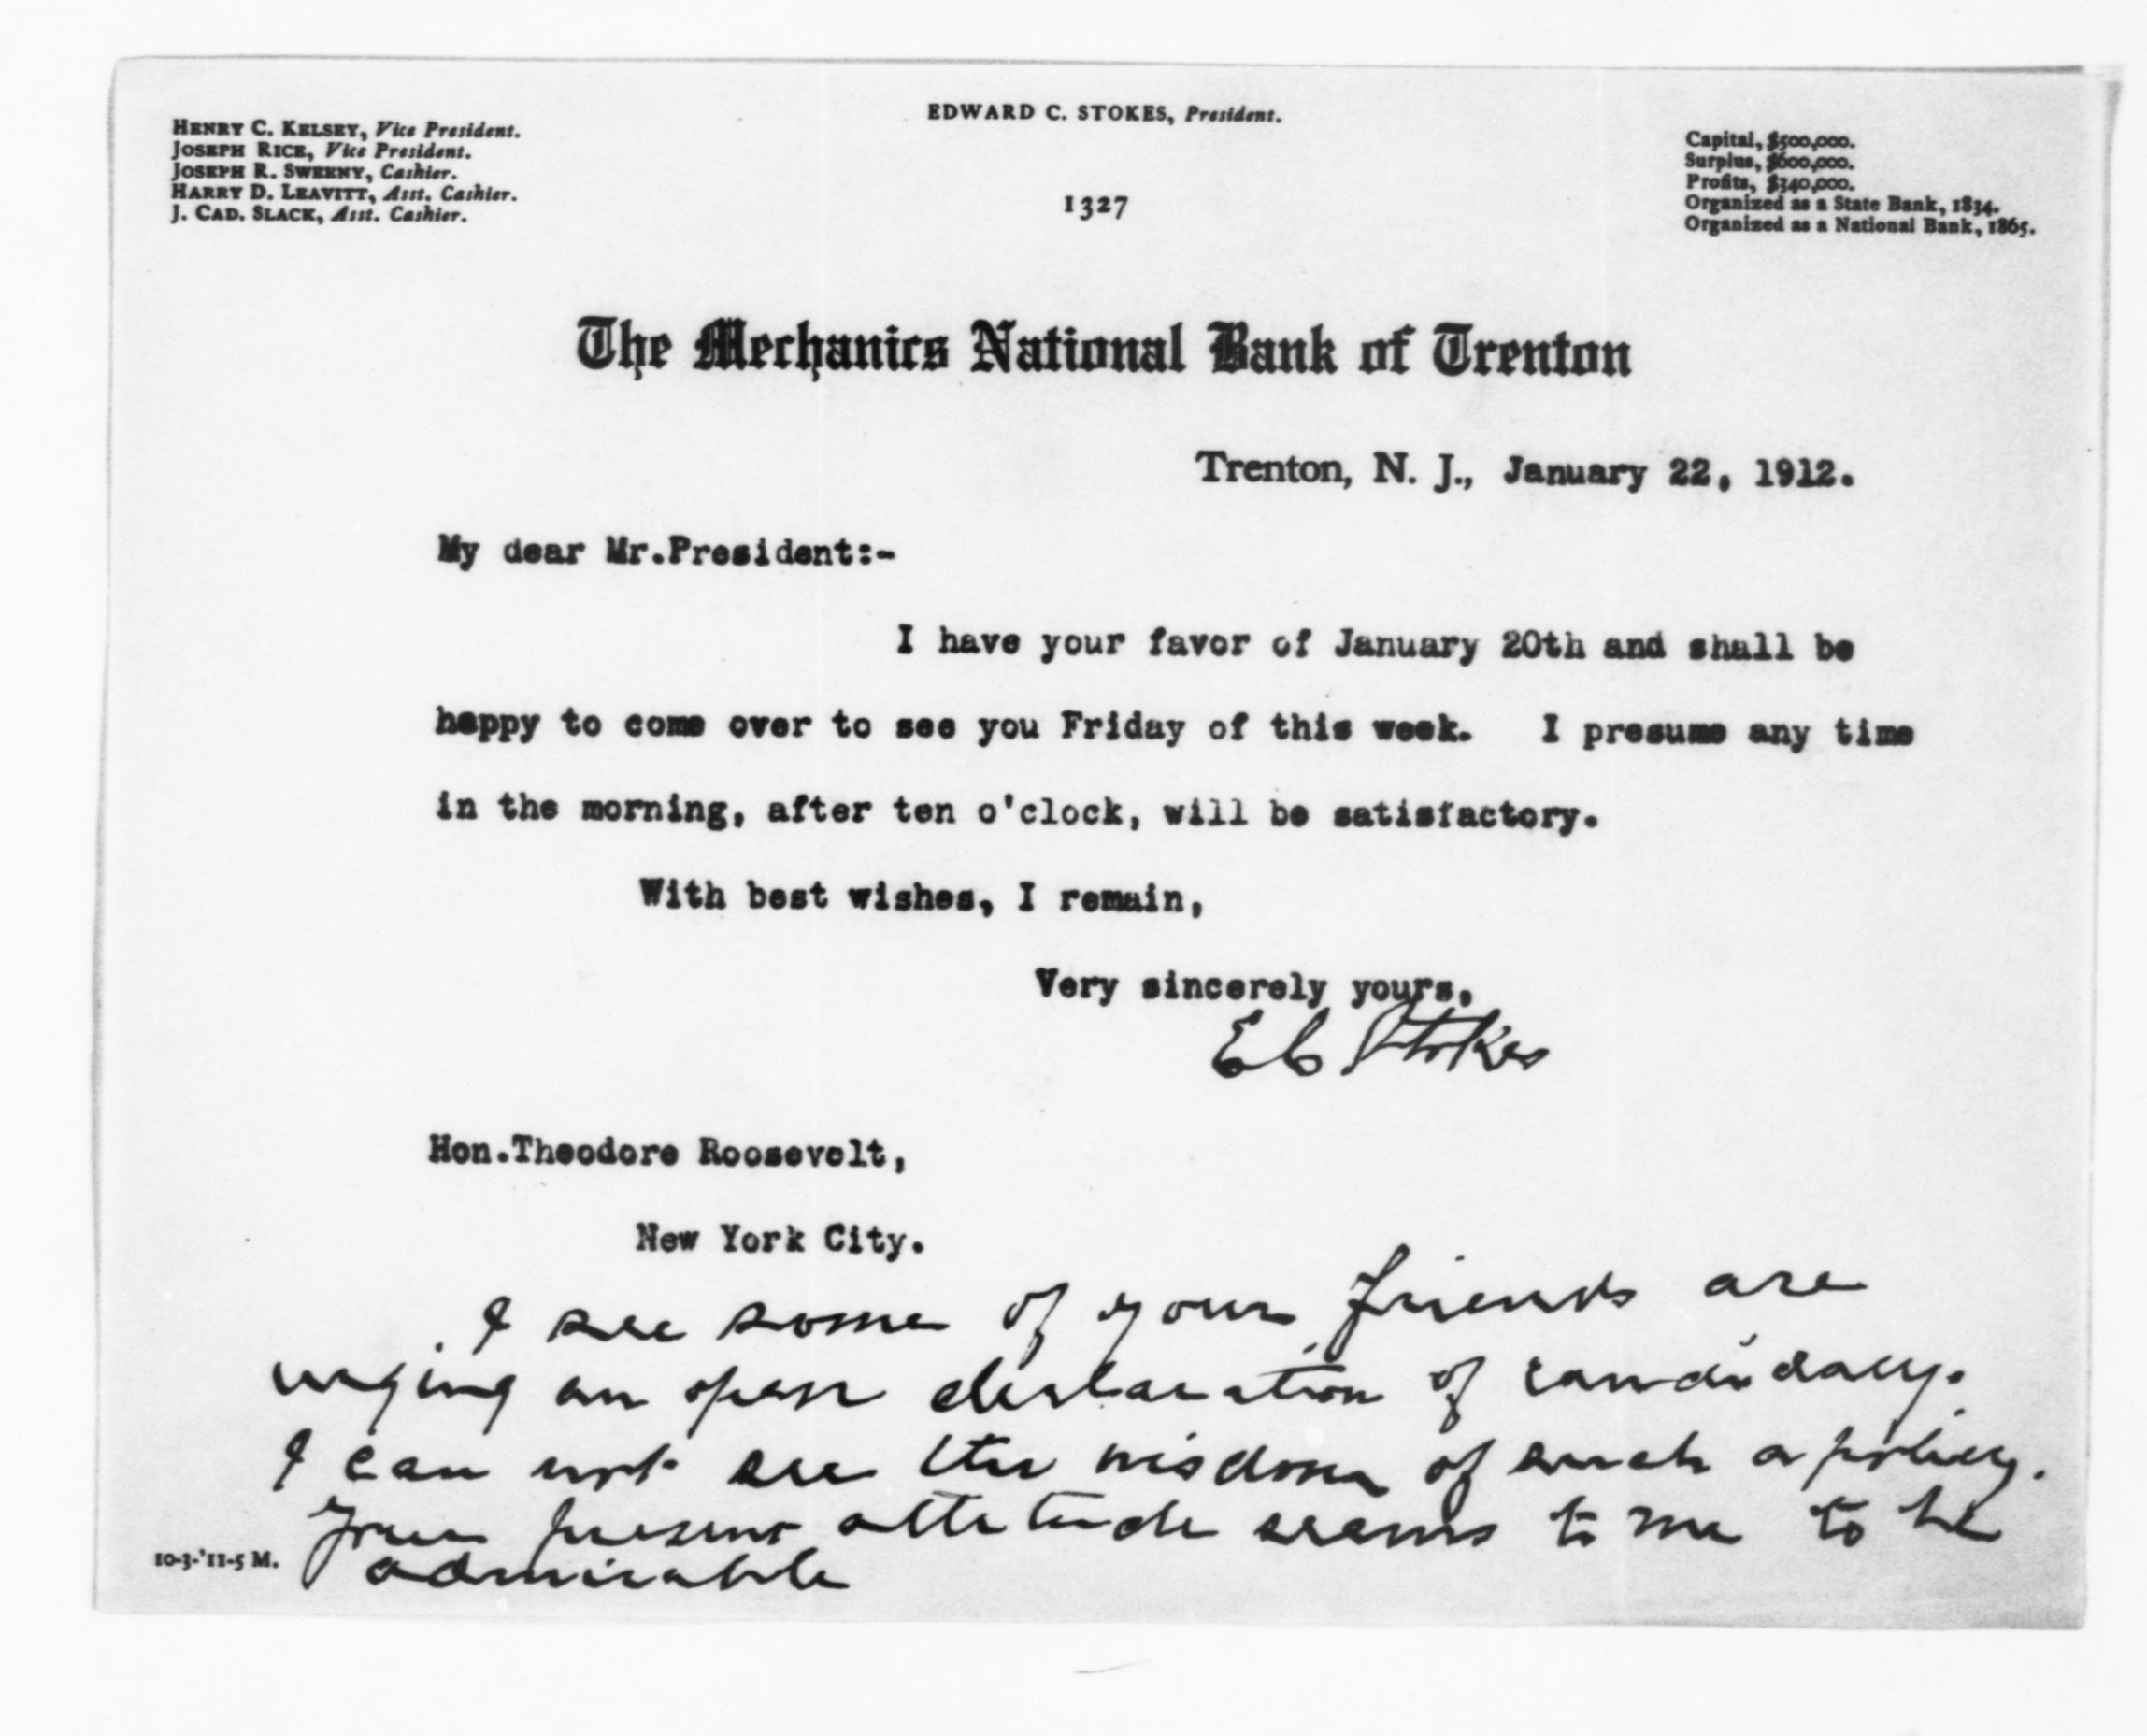 EDWARD C. STOKES, President.
HENRY C. KELSEY, Vice President.
JOSEPH RICE, Vice President.
JOSEPH R. SWEENY, Cashier.
HARRY D. LEAVITT, Asst. Cashier.
J. CAD. SLACK, Asst. Cashier.
1327
Capital, $500,000.
Surplus, $600,000.
Profits, $340,000.
Organized as a State Bank, 1834.
Organized as a National Bank, 1865.
The Mechanics National Bank of Trenton
Trenton, N. J., January 22, 1912.
My dear Mr.President:-
I have your favor of January 20th and shall be
happy to come over to see you Friday of this week. I presume any time
in the morning, after ten o'clock, will be satisfactory.
With best wishes, I remain,
Very sincerely yours,
E C Stokes
Hon.Theodore Roosevelt,
New York City.
I see some of your friends are
urging an open declaration of candidacy.
I can not see the wisdom of such a policy.
Your present attitude seems to me to be
admirable
10-3-'11-5 M.